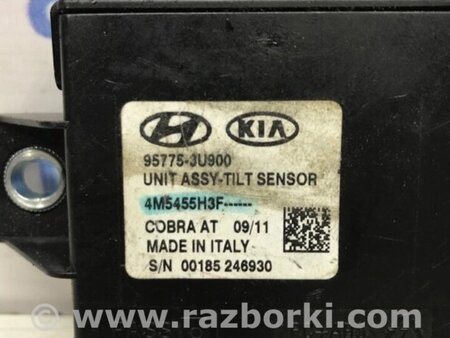 KIA
95775-3U900
UNIT ASSY-TILT SENSOR
4M5455H3F------
COBRA AT 09/11
MADE IN ITALY
S/N 00185 246930
© www.razborki.com